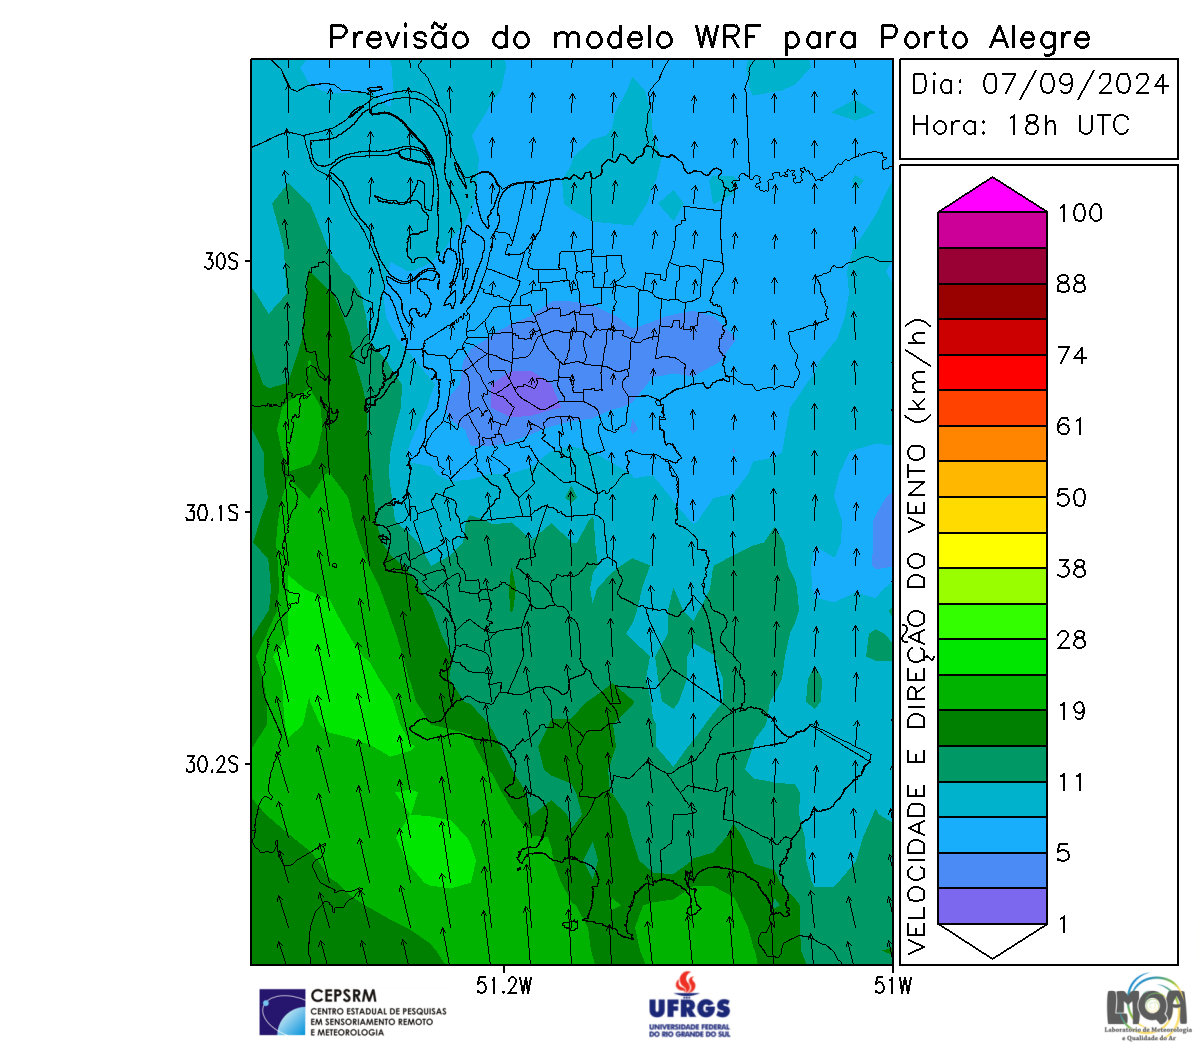 Previsão do modelo WRF para Porto Alegre
Dia: 07/09/2024
Hora: 18h UTC
30S
30.1S
30.2S
51.2W
51W
VELOCIDADE E DIREÇÃO DO VENTO (km/h)
100
88
74
61
50
38
28
19
11
5
1
CEPSRM
CENTRO ESTADUAL DE PESQUISAS
EM SENSORIAMENTO REMOTO
E METEOROLOGIA
UFRGS
UNIVERSIDADE FEDERAL
DO RIO GRANDE DO SUL
LMQA
Laboratório de Meteorologia
e Qualidade do Ar